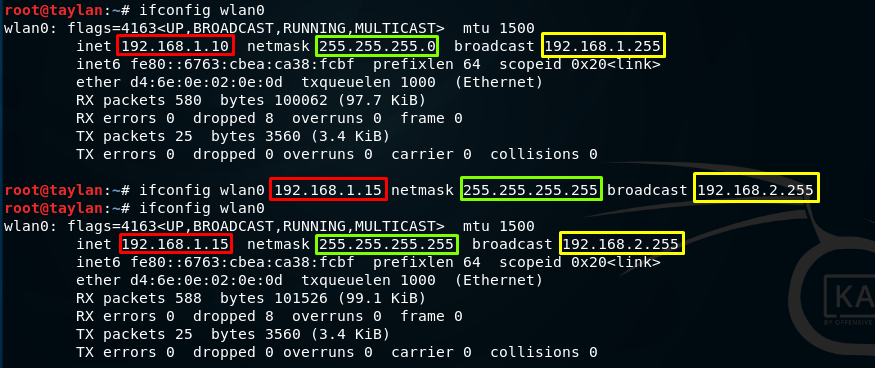 root@taylan:~# ifconfig wlan0
wlan0: flags=4163<UP,BROADCAST,RUNNING,MULTICAST>  mtu 1500
        inet 192.168.1.10  netmask 255.255.255.0  broadcast 192.168.1.255
        inet6 fe80::6763:cbea:ca38:fcbf  prefixlen 64  scopeid 0x20<link>
        ether d4:6e:0e:02:0e:0d  txqueuelen 1000  (Ethernet)
        RX packets 580  bytes 100062 (97.7 KiB)
        RX errors 0  dropped 8  overruns 0  frame 0
        TX packets 25  bytes 3560 (3.4 KiB)
        TX errors 0  dropped 0 overruns 0  carrier 0  collisions 0
root@taylan:~# ifconfig wlan0 192.168.1.15 netmask 255.255.255.255 broadcast 192.168.2.255
root@taylan:~# ifconfig wlan0
wlan0: flags=4163<UP,BROADCAST,RUNNING,MULTICAST>  mtu 1500
        inet 192.168.1.15  netmask 255.255.255.255  broadcast 192.168.2.255
        inet6 fe80::6763:cbea:ca38:fcbf  prefixlen 64  scopeid 0x20<link>
        ether d4:6e:0e:02:0e:0d  txqueuelen 1000  (Ethernet)
        RX packets 588  bytes 101526 (99.1 KiB)
        RX errors 0  dropped 8  overruns 0  frame 0
        TX packets 25  bytes 3560 (3.4 KiB)
        TX errors 0  dropped 0 overruns 0  carrier 0  collisions 0
KA
BY OFFENSIVE